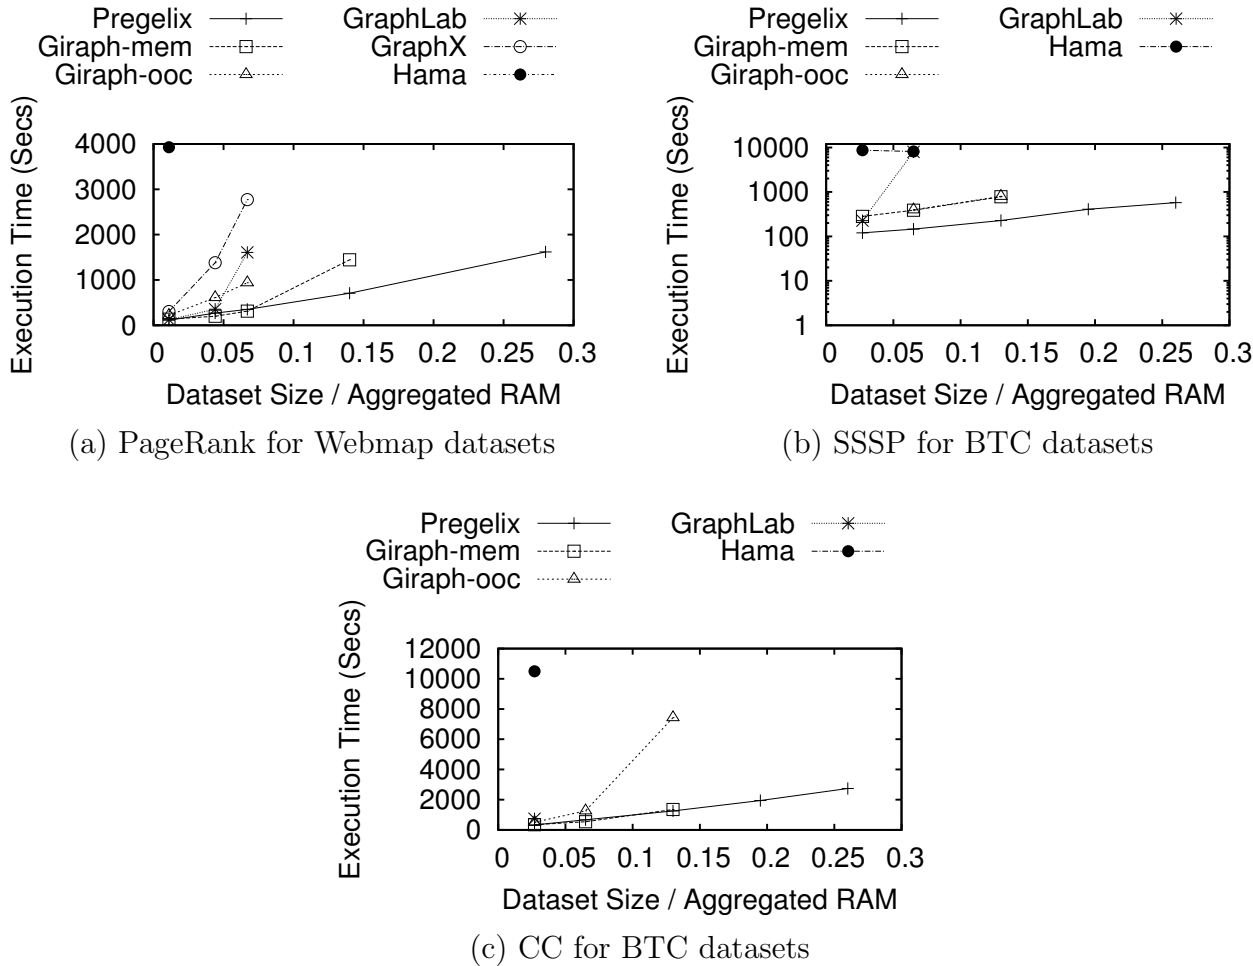 Pregelix
Giraph-mem
Giraph-ooc
GraphLab
GraphX
Hama
Execution Time (Secs)
4000
3000
2000
1000
0
0 0.05 0.1 0.15 0.2 0.25 0.3
Dataset Size / Aggregated RAM
(a) PageRank for Webmap datasets
Pregelix
Giraph-mem
Giraph-ooc
GraphLab
Hama
Execution Time (Secs)
10000
1000
100
10
1
0 0.05 0.1 0.15 0.2 0.25 0.3
Dataset Size / Aggregated RAM
(b) SSSP for BTC datasets
Pregelix
Giraph-mem
Giraph-ooc
GraphLab
Hama
Execution Time (Secs)
12000
10000
8000
6000
4000
2000
0
0 0.05 0.1 0.15 0.2 0.25 0.3
Dataset Size / Aggregated RAM
(c) CC for BTC datasets